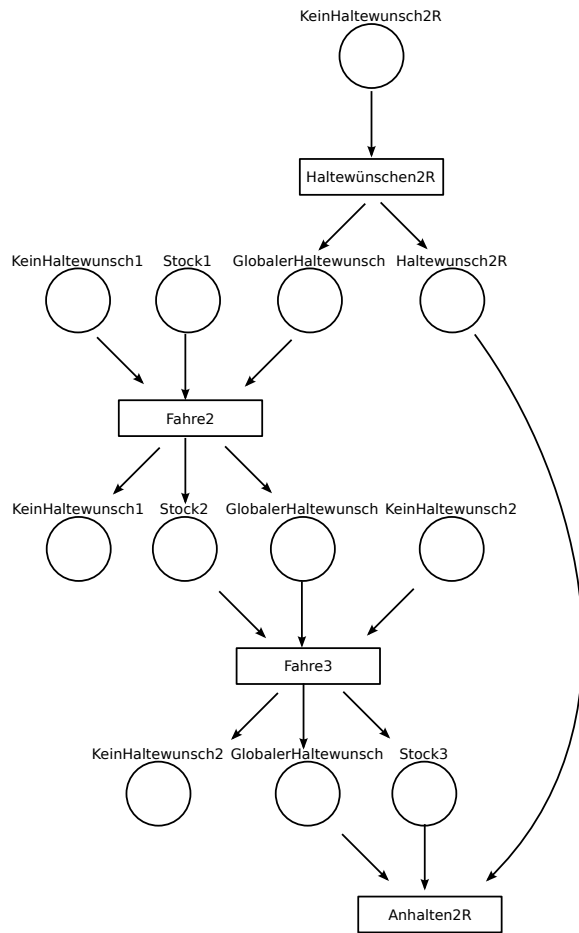 KeinHaltewunsch2R
Haltewünschen2R
KeinHaltewunsch1
Stock1
GlobalerHaltewunsch
Haltewunsch2R
Fahre2
KeinHaltewunsch1
Stock2
GlobalerHaltewunsch
KeinHaltewunsch2
Fahre3
KeinHaltewunsch2
GlobalerHaltewunsch
Stock3
Anhalten2R